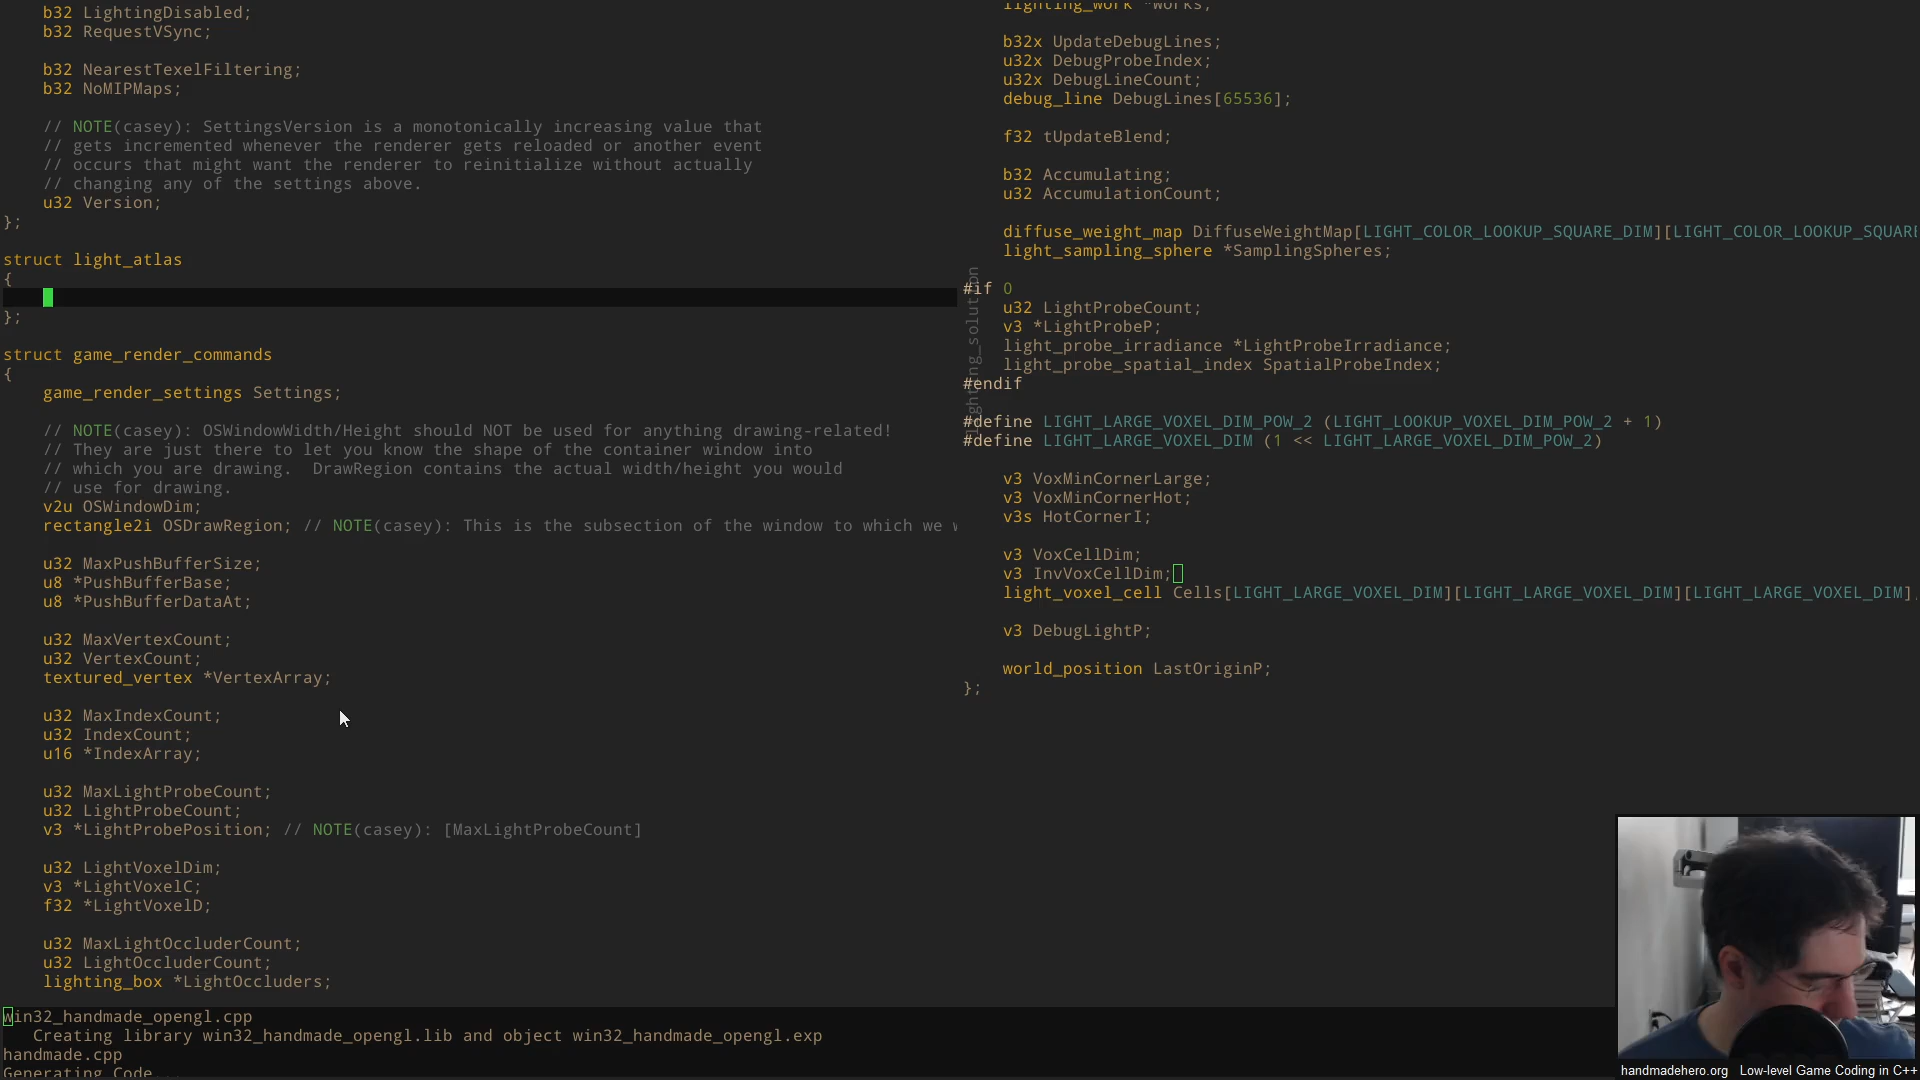 b32 LightingDisabled;
b32 RequestVSync;
b32 NearestTexelFiltering;
b32 NoMIPMaps;
// NOTE(casey): SettingsVersion is a monotonically increasing value that
// gets incremented whenever the renderer gets reloaded or another event
// occurs that might want the renderer to reinitialize without actually
// changing any of the settings above.
u32 Version;
};
struct light_atlas
{
};
struct game_render_commands
{
game_render_settings Settings;
// NOTE(casey): OSWindowWidth/Height should NOT be used for anything drawing-related!
// They are just there to let you know the shape of the container window into
// which you are drawing.  DrawRegion contains the actual width/height you would
// use for drawing.
v2u OSWindowDim;
rectangle2i OSDrawRegion; // NOTE(casey): This is the subsection of the window to which we
u32 MaxPushBufferSize;
u8 *PushBufferBase;
u8 *PushBufferDataAt;
u32 MaxVertexCount;
u32 VertexCount;
textured_vertex *VertexArray;
u32 MaxIndexCount;
u32 IndexCount;
u16 *IndexArray;
u32 MaxLightProbeCount;
u32 LightProbeCount;
v3 *LightProbePosition; // NOTE(casey): [MaxLightProbeCount]
u32 LightVoxelDim;
v3 *LightVoxelC;
f32 *LightVoxelD;
u32 MaxLightOccluderCount;
u32 LightOccluderCount;
lighting_box *LightOccluders;
lighting_work *Works;
b32x UpdateDebugLines;
u32x DebugProbeIndex;
u32x DebugLineCount;
debug_line DebugLines[65536];
f32 tUpdateBlend;
b32 Accumulating;
u32 AccumulationCount;
diffuse_weight_map DiffuseWeightMap[LIGHT_COLOR_LOOKUP_SQUARE_DIM][LIGHT_COLOR_LOOKUP_SQUAR
light_sampling_sphere *SamplingSpheres;
#if 0
u32 LightProbeCount;
v3 *LightProbeP;
light_probe_irradiance *LightProbeIrradiance;
light_probe_spatial_index SpatialProbeIndex;
#endif
#define LIGHT_LARGE_VOXEL_DIM_POW_2 (LIGHT_LOOKUP_VOXEL_DIM_POW_2 + 1)
#define LIGHT_LARGE_VOXEL_DIM (1 << LIGHT_LARGE_VOXEL_DIM_POW_2)
v3 VoxMinCornerLarge;
v3 VoxMinCornerHot;
v3s HotCornerI;
v3 VoxCellDim;
v3 InvVoxCellDim;
light_voxel_cell Cells[LIGHT_LARGE_VOXEL_DIM][LIGHT_LARGE_VOXEL_DIM][LIGHT_LARGE_VOXEL_DIM]
v3 DebugLightP;
world_position LastOriginP;
};
win32_handmade_opengl.cpp
Creating library win32_handmade_opengl.lib and object win32_handmade_opengl.exp
handmade.cpp
Generating Code...
handmadehero.org   Low-level Game Coding in C++